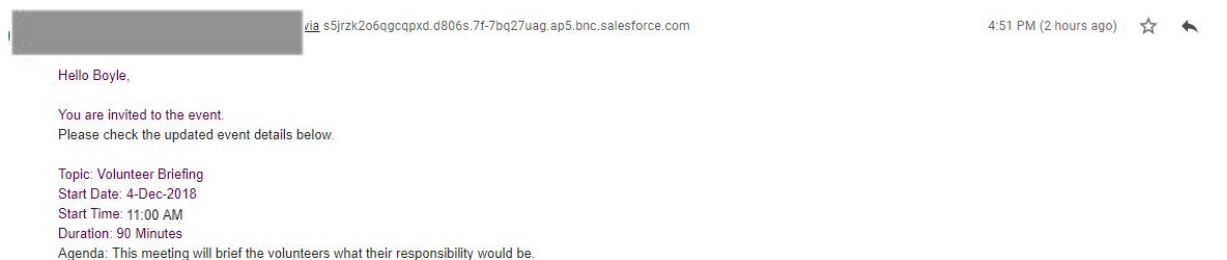 via s5jrzk2o6qgcqpxd.d806s.7f-7bq27uag.ap5.bnc.salesforce.com 4:51 PM (2 hours ago)
Hello Boyle,
You are invited to the event.
Please check the updated event details below.
Topic: Volunteer Briefing
Start Date: 4-Dec-2018
Start Time: 11:00 AM
Duration: 90 Minutes
Agenda: This meeting will brief the volunteers what their responsibility would be.